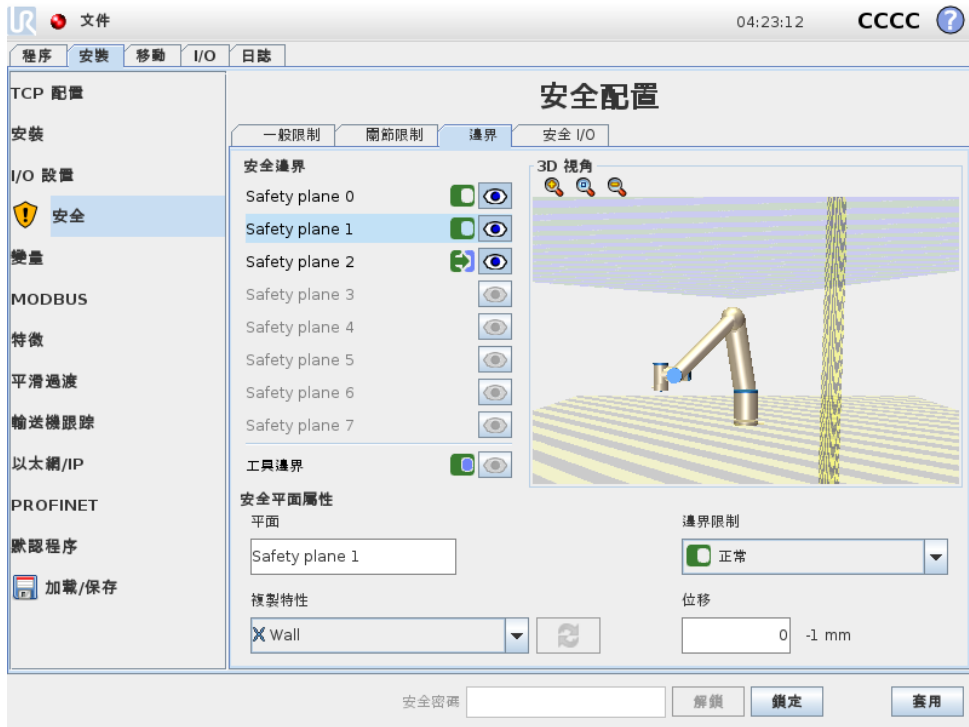 UR 文件 04:23:12 CCCC ?
程序 安裝 移動 I/O 日誌
TCP 配置
安裝
I/O 設置
安全
變量
MODBUS
特徵
平滑過渡
輸送機跟踪
以太網/IP
PROFINET
默認程序
加載/保存
安全配置
一般限制 關節限制 邊界 安全 I/O
安全邊界
Safety plane 0
Safety plane 1
Safety plane 2
Safety plane 3
Safety plane 4
Safety plane 5
Safety plane 6
Safety plane 7
工具邊界
3D 視角
安全平面屬性
平面
Safety plane 1
複製特性
Wall
邊界限制
正常
位移
0 -1 mm
安全密碼 解鎖 鎖定 套用